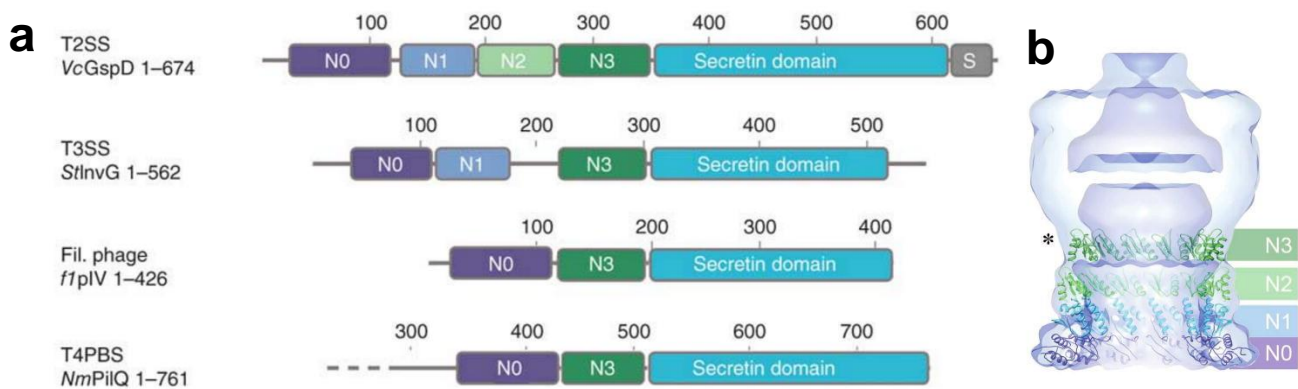 a
100 200 300 400 500 600
T2SS
VcGspD 1–674
N0 N1 N2 N3 Secretin domain S
100 200 300 400 500
T3SS
StInvG 1–562
N0 N1 N3 Secretin domain
100 200 300 400
Fil. phage
f1pIV 1–426
N0 N3 Secretin domain
300 400 500 600 700
T4PBS
NmPilQ 1–761
N0 N3 Secretin domain
b
*
N3
N2
N1
N0